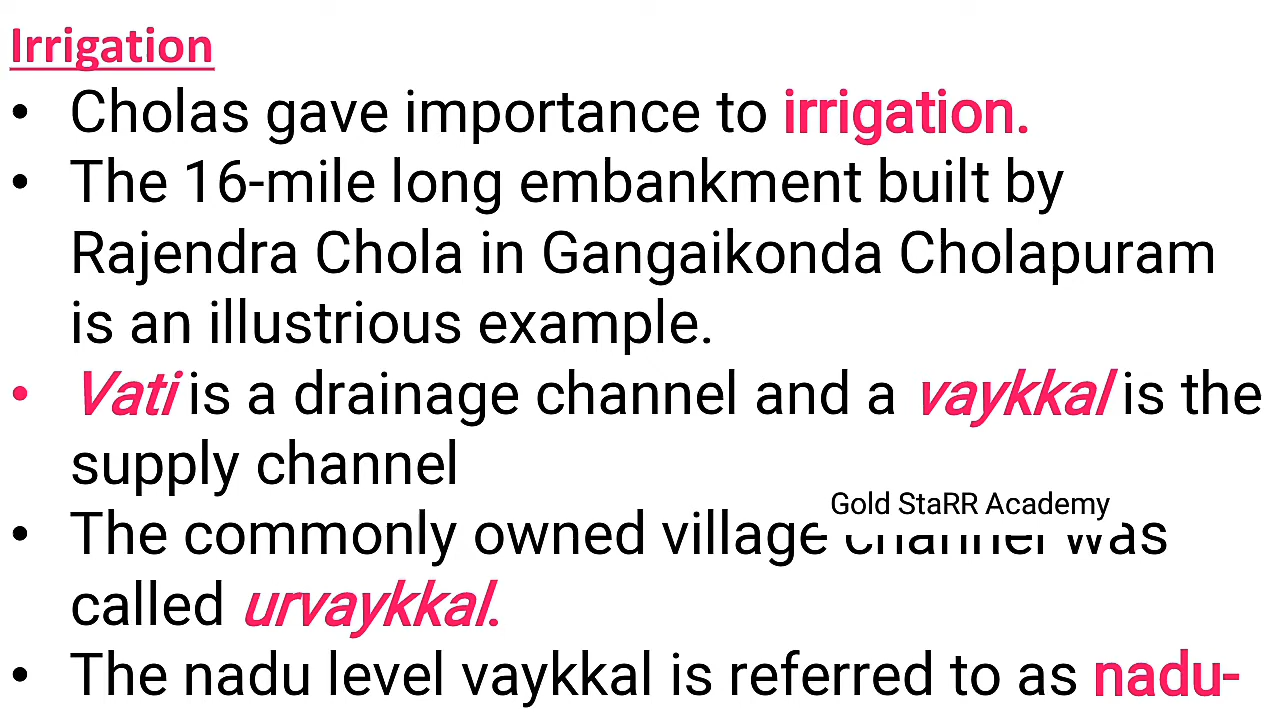 Irrigation
• Cholas gave importance to irrigation.
• The 16-mile long embankment built by
Rajendra Chola in Gangaikonda Cholapuram
is an illustrious example.
• Vati is a drainage channel and a vaykkal is the
supply channel
Gold StaRR Academy
• The commonly owned village channel was
called urvaykkal.
• The nadu level vaykkal is referred to as nadu-